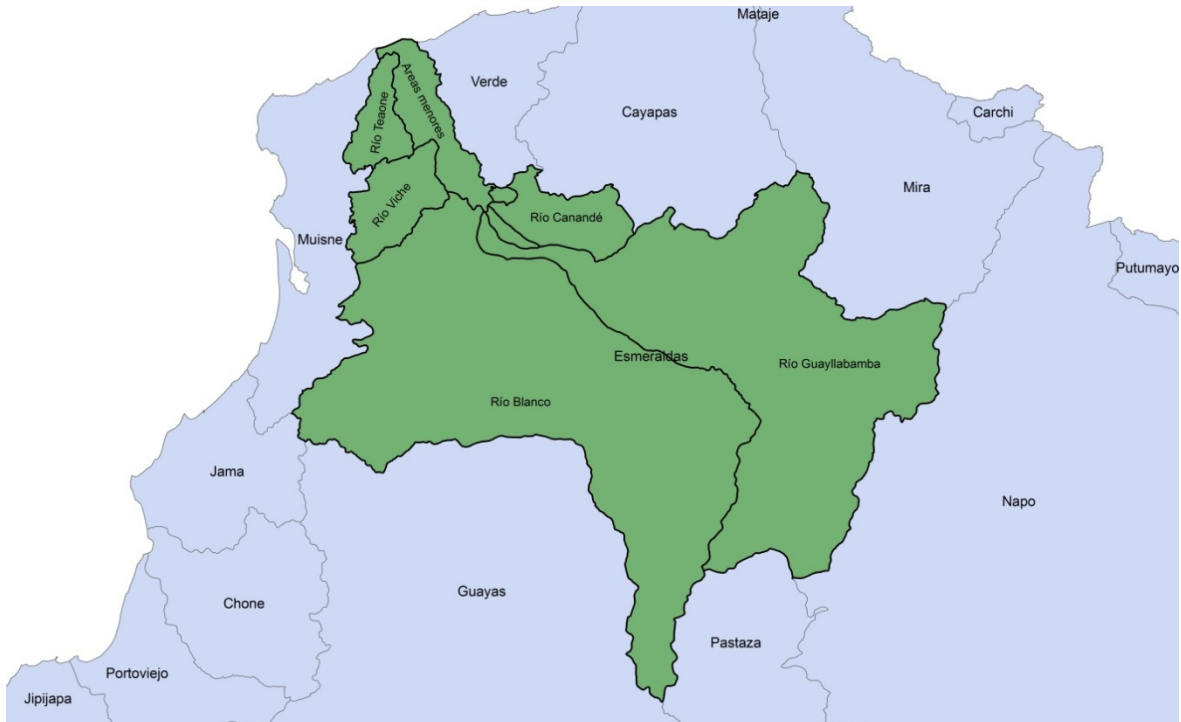 Mataje
Verde
Carchi
Cayapas
Areas menores
Río Teaone
Mira
Río Viche
Río Canandé
Muisne
Putumayo
Esmeraldas
Río Guayllabamba
Río Blanco
Jama
Napo
Guayas
Chone
Pastaza
Portoviejo
Jipijapa